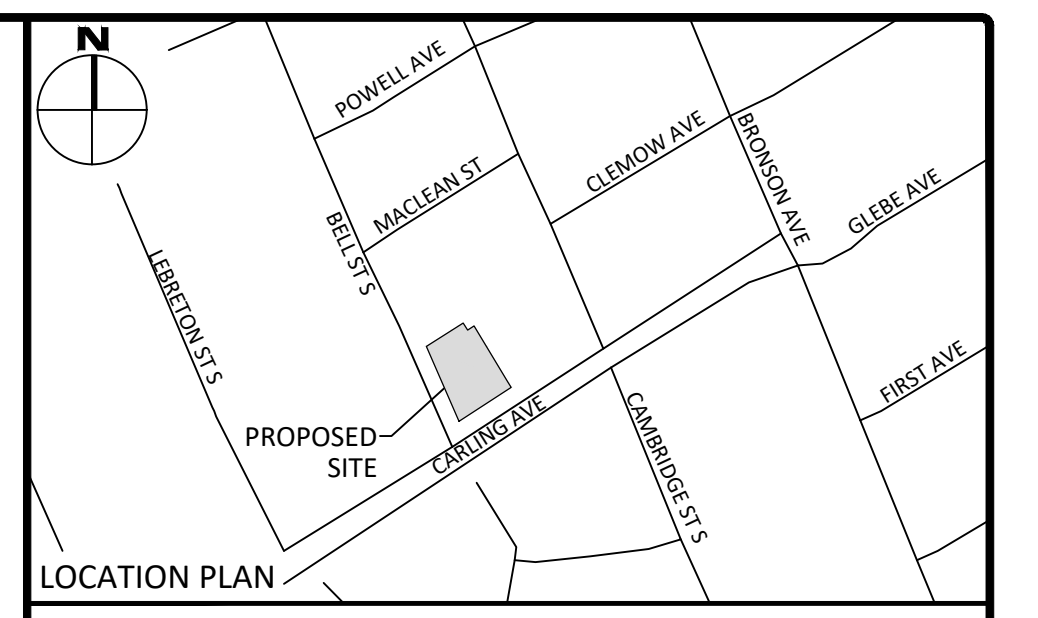 N
POWELL AVE
CLEMOW AVE
BRONSON AVE
MACLEAN ST
GLEBE AVE
BELL ST S
LEBRETON ST S
FIRST AVE
PROPOSED
SITE
CARLING AVE
CAMBRIDGE ST S
LOCATION PLAN